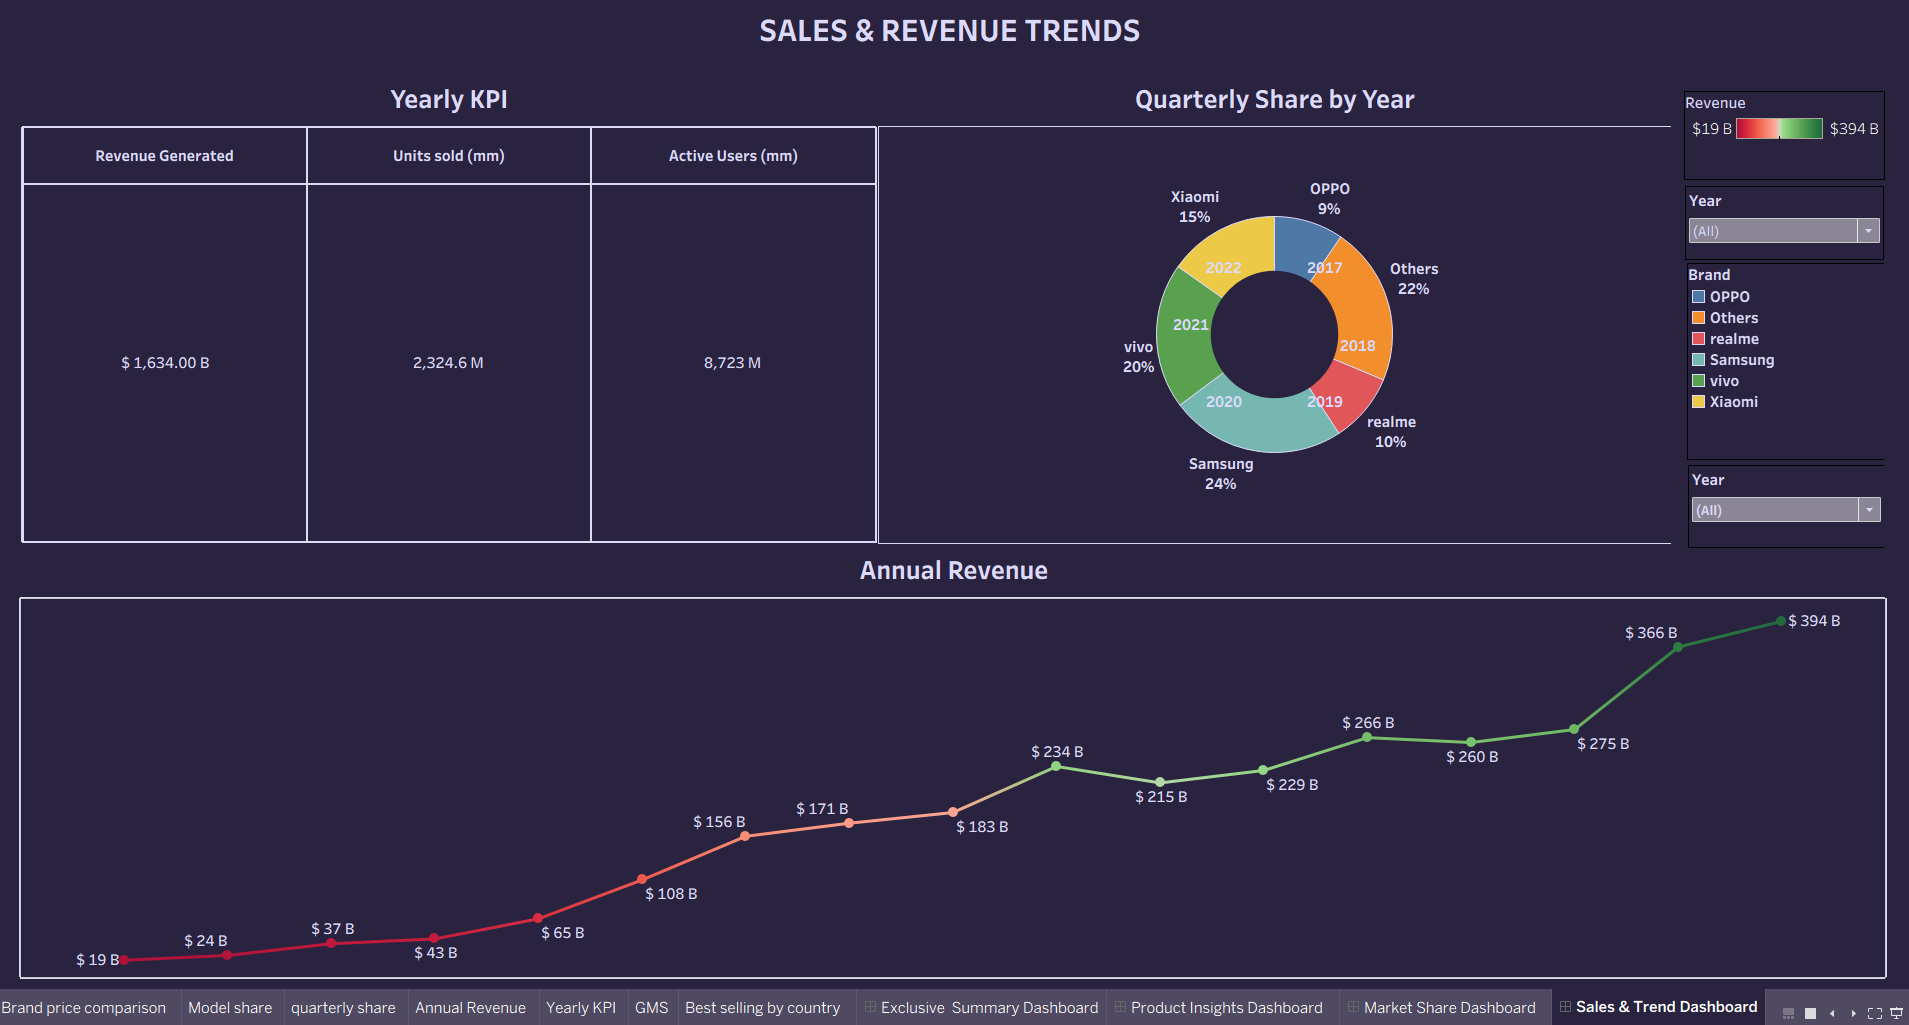 SALES & REVENUE TRENDS
Yearly KPI
Revenue Generated
Units sold (mm)
Active Users (mm)
$ 1,634.00 B
2,324.6 M
8,723 M
Quarterly Share by Year
OPPO
9%
Others
22%
realme
10%
Samsung
24%
vivo
20%
Xiaomi
15%
2017
2018
2019
2020
2021
2022
Revenue
$19 B
$394 B
Year
(All)
Brand
OPPO
Others
realme
Samsung
vivo
Xiaomi
Year
(All)
Annual Revenue
$ 19 B
$ 24 B
$ 37 B
$ 43 B
$ 65 B
$ 108 B
$ 156 B
$ 171 B
$ 183 B
$ 234 B
$ 215 B
$ 229 B
$ 266 B
$ 260 B
$ 275 B
$ 366 B
$ 394 B
Brand price comparison
Model share
quarterly share
Annual Revenue
Yearly KPI
GMS
Best selling by country
Exclusive  Summary Dashboard
Product Insights Dashboard
Market Share Dashboard
Sales & Trend Dashboard